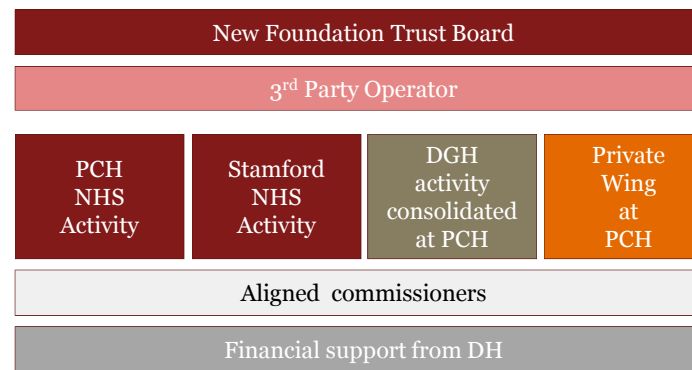 New Foundation Trust Board
3rd Party Operator
PCH
NHS
Activity
Stamford
NHS
Activity
DGH
activity
consolidated
at PCH
Private
Wing
at
PCH
Aligned commissioners
Financial support from DH